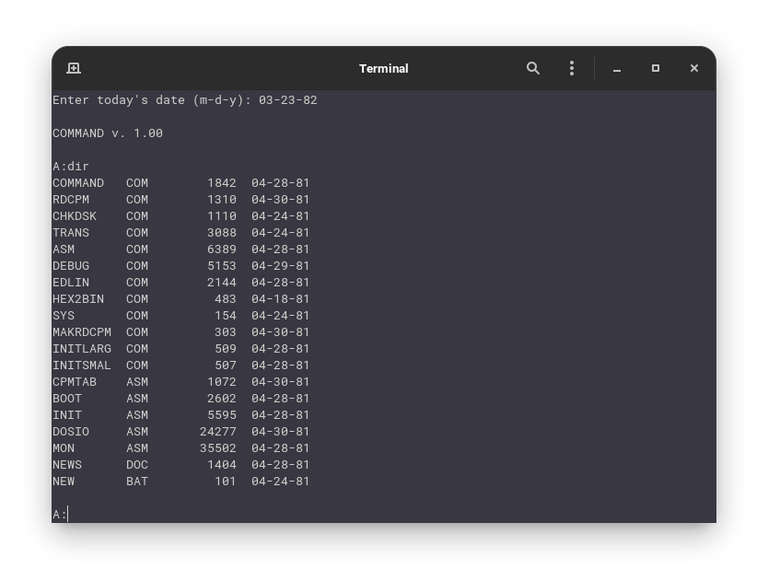 Terminal
Enter today's date (m-d-y): 03-23-82
COMMAND v. 1.00
A:dir
COMMAND COM 1842 04-28-81
RDCPM COM 1310 04-30-81
CHKDSK COM 1110 04-24-81
TRANS COM 3088 04-24-81
ASM COM 6389 04-28-81
DEBUG COM 5153 04-29-81
EDLIN COM 2144 04-28-81
HEX2BIN COM 483 04-18-81
SYS COM 154 04-24-81
MAKRDCPM COM 303 04-30-81
INITLARG COM 509 04-28-81
INITSMAL COM 507 04-28-81
CPMTAB ASM 1072 04-30-81
BOOT ASM 2602 04-28-81
INIT ASM 5595 04-28-81
DOSIO ASM 24277 04-30-81
MON ASM 35502 04-28-81
NEWS DOC 1404 04-28-81
NEW BAT 101 04-24-81
A: